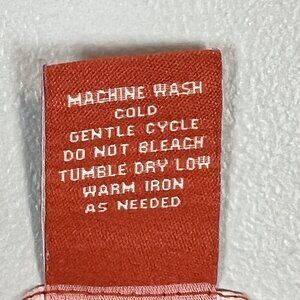 MACHINE WASH
COLD
GENTLE CYCLE
DO NOT BLEACH
TUMBLE DRY LOW
WARM IRON
AS NEEDED